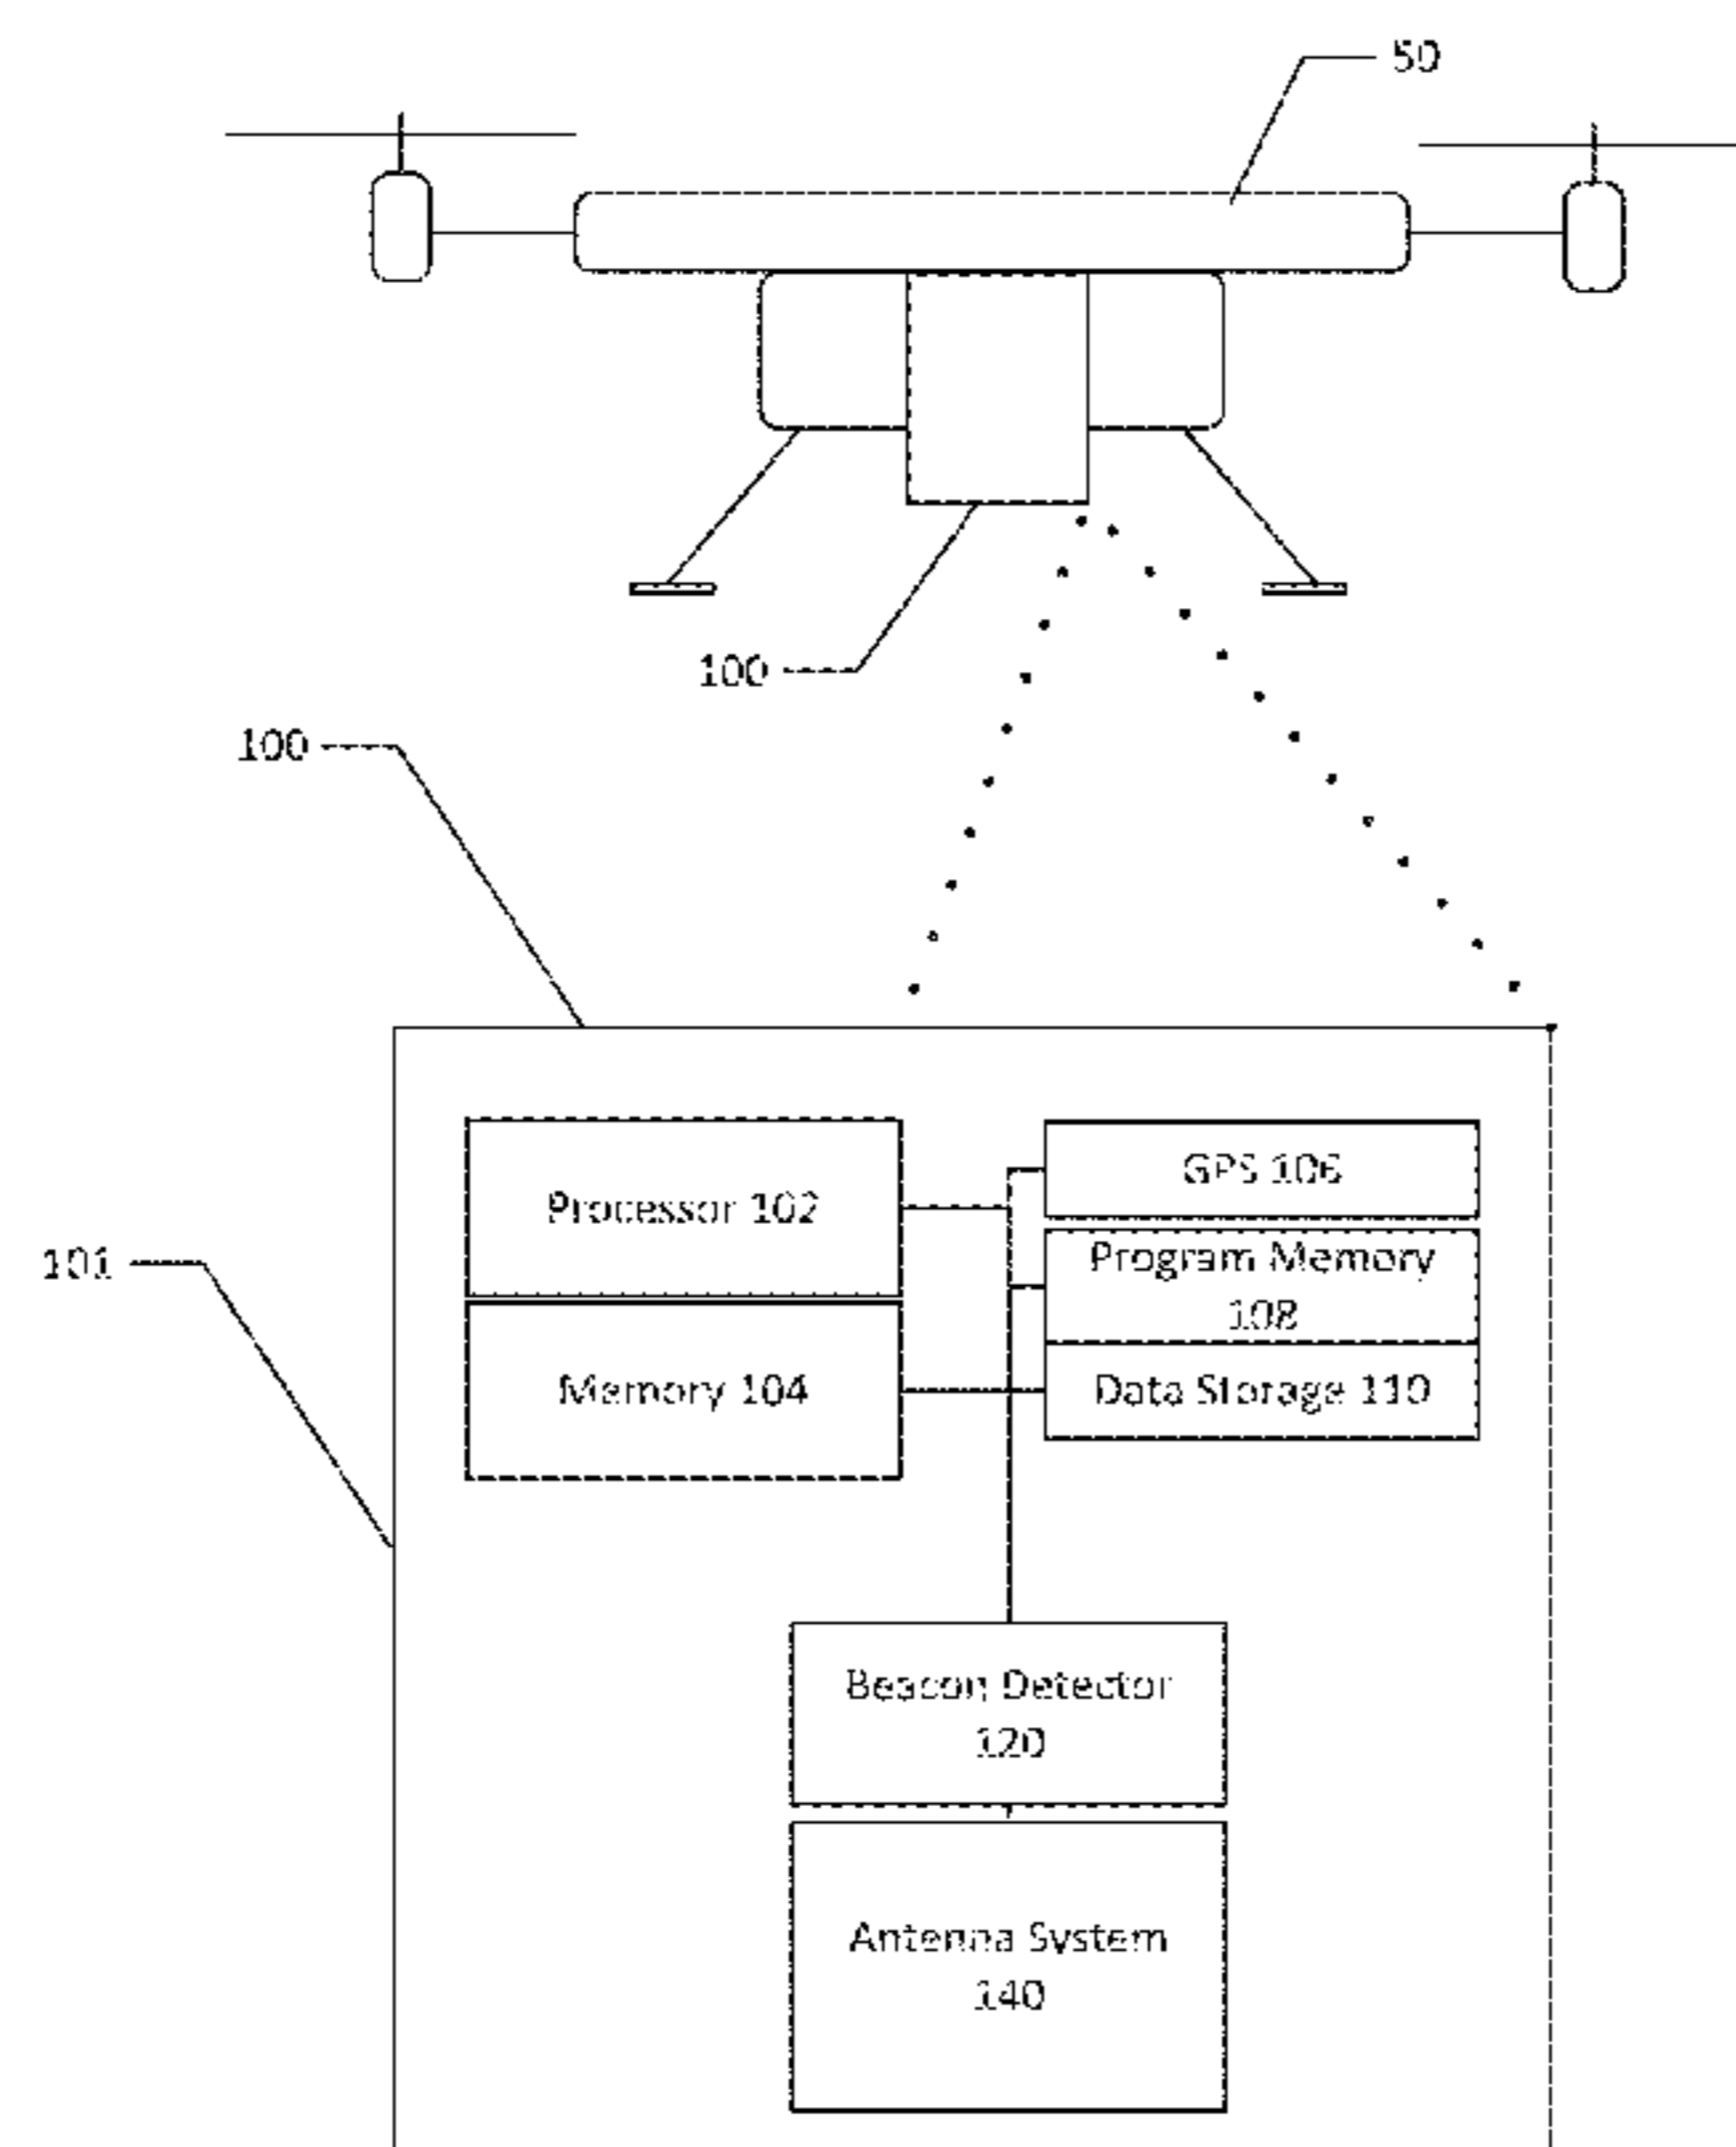 50
100
100
Processor 102
GPS 106
Program Memory
108
101
Memory 104
Data Storage 110
Beacon Detector
120
Antenna System
140